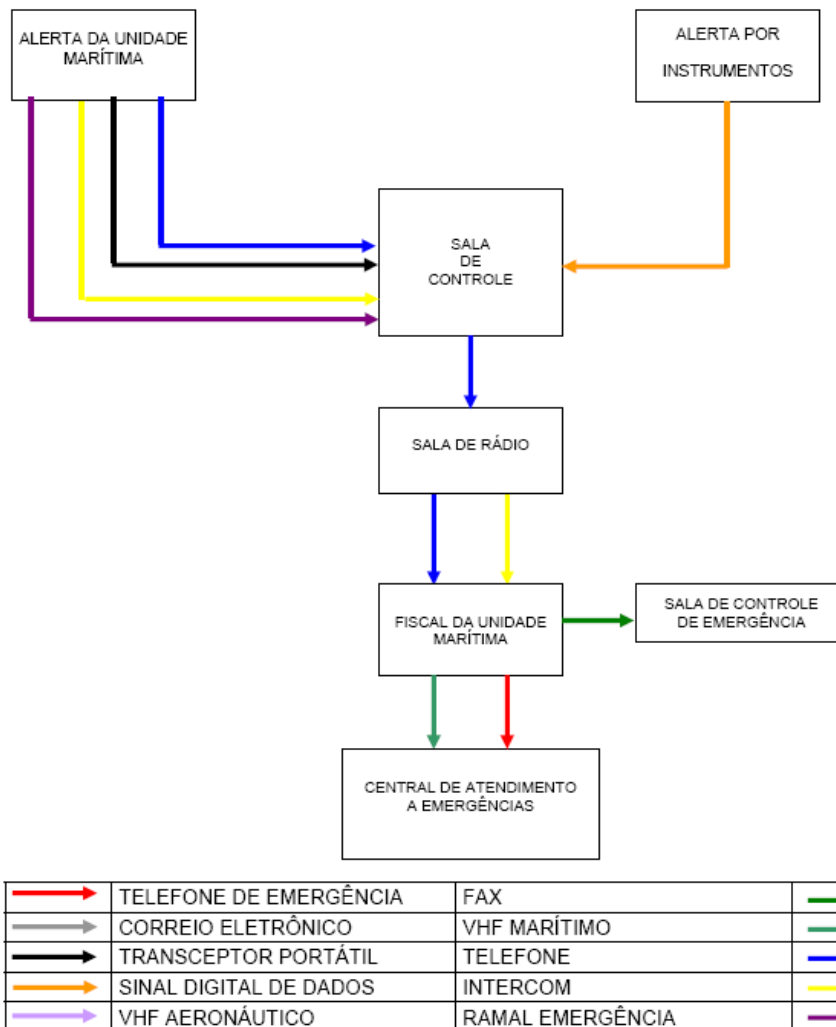 ALERTA DA UNIDADE
MARÍTIMA
ALERTA POR
INSTRUMENTOS
SALA
DE
CONTROLE
SALA DE RÁDIO
FISCAL DA UNIDADE
MARÍTIMA
SALA DE CONTROLE
DE EMERGÊNCIA
CENTRAL DE ATENDIMENTO
A EMERGÊNCIAS
TELEFONE DE EMERGÊNCIA FAX
CORREIO ELETRÔNICO VHF MARÍTIMO
TRANSCEPTOR PORTÁTIL TELEFONE
SINAL DIGITAL DE DADOS INTERCOM
VHF AERONÁUTICO RAMAL EMERGÊNCIA